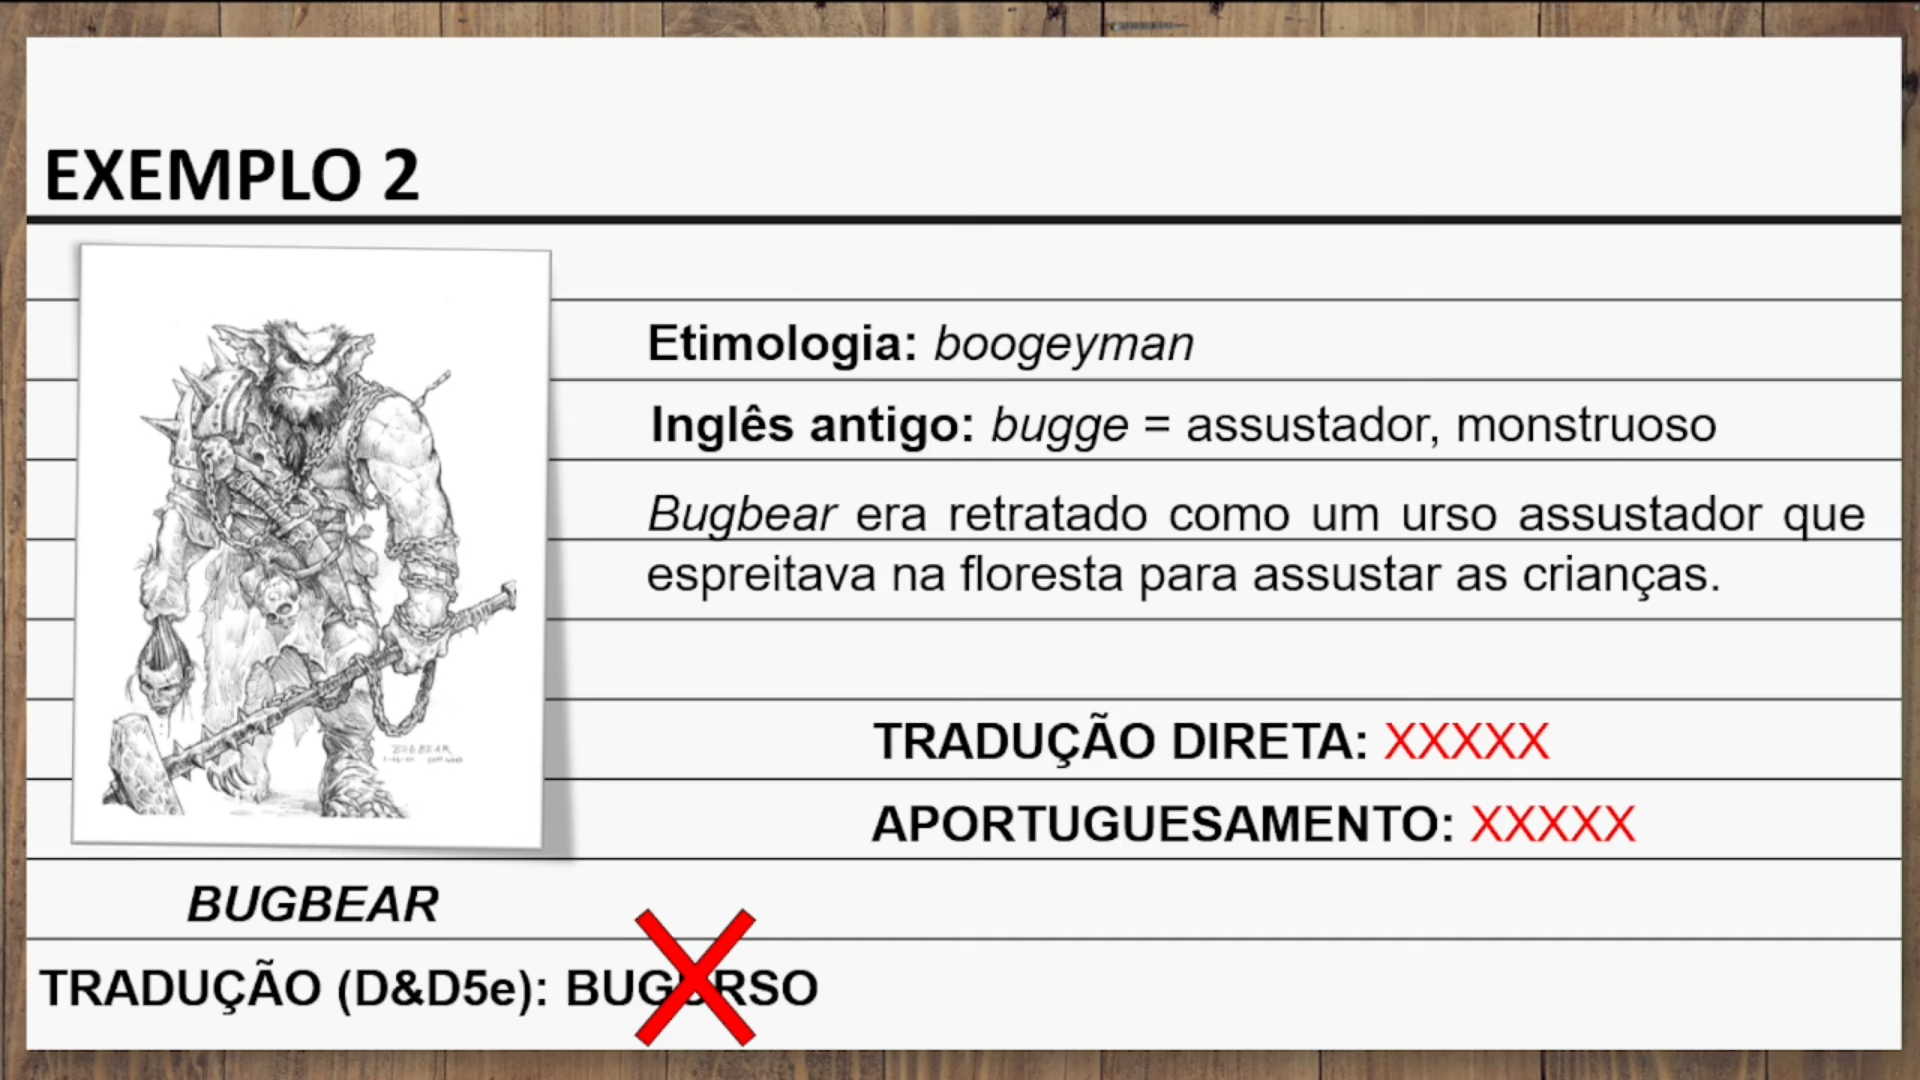 EXEMPLO 2
Etimologia: boogeyman
Inglês antigo: bugge = assustador, monstruoso
Bugbear era retratado como um urso assustador que
espreitava na floresta para assustar as crianças.
TRADUÇÃO DIRETA: XXXXX
APORTUGUESAMENTO: XXXXX
BUGBEAR
BUGBEAR
TRADUÇÃO (D&D5e): BUGURSO